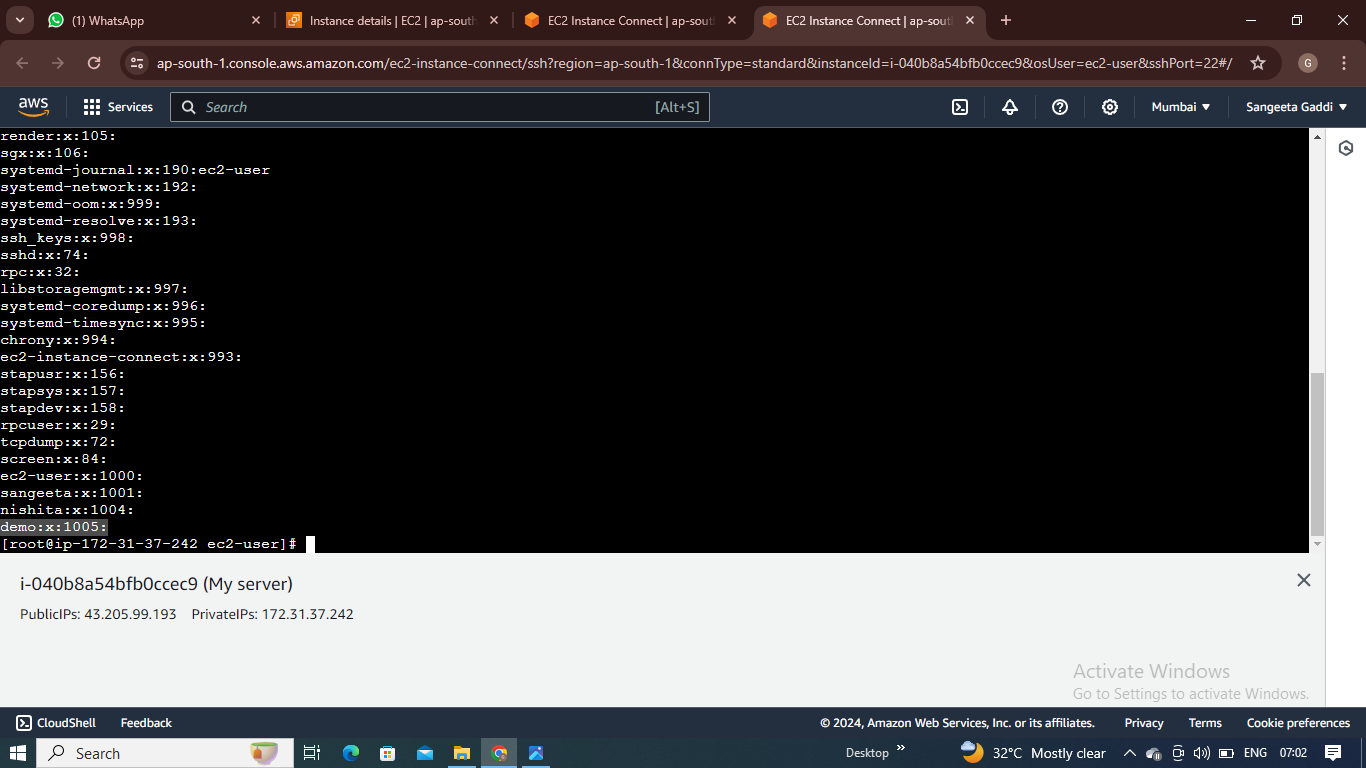 (1) WhatsApp
Instance details | EC2 | ap-south
EC2 Instance Connect | ap-sout
EC2 Instance Connect | ap-sout
ap-south-1.console.aws.amazon.com/ec2-instance-connect/ssh?region=ap-south-1&connType=standard&instanceId=i-040b8a54bfb0ccec9&osUser=ec2-user&sshPort=22#/
G
aws
Services
Search
[Alt+S]
Mumbai
Sangeeta Gaddi
render:x:105:
sgx:x:106:
systemd-journal:x:190:ec2-user
systemd-network:x:192:
systemd-oom:x:999:
systemd-resolve:x:193:
ssh_keys:x:998:
sshd:x:74:
rpc:x:32:
libstoragemgmt:x:997:
systemd-coredump:x:996:
systemd-timesync:x:995:
chrony:x:994:
ec2-instance-connect:x:993:
stapusr:x:156:
stapsys:x:157:
stapdev:x:158:
rpcuser:x:29:
tcpdump:x:72:
screen:x:84:
ec2-user:x:1000:
sangeeta:x:1001:
nishita:x:1004:
demo:x:1005:
[root@ip-172-31-37-242 ec2-user]#
i-040b8a54bfb0ccec9 (My server)
PublicIPs: 43.205.99.193 PrivateIPs: 172.31.37.242
Activate Windows
Go to Settings to activate Windows.
CloudShell
Feedback
© 2024, Amazon Web Services, Inc. or its affiliates.
Privacy
Terms
Cookie preferences
Search
Desktop
32°C Mostly clear
ENG
07:02